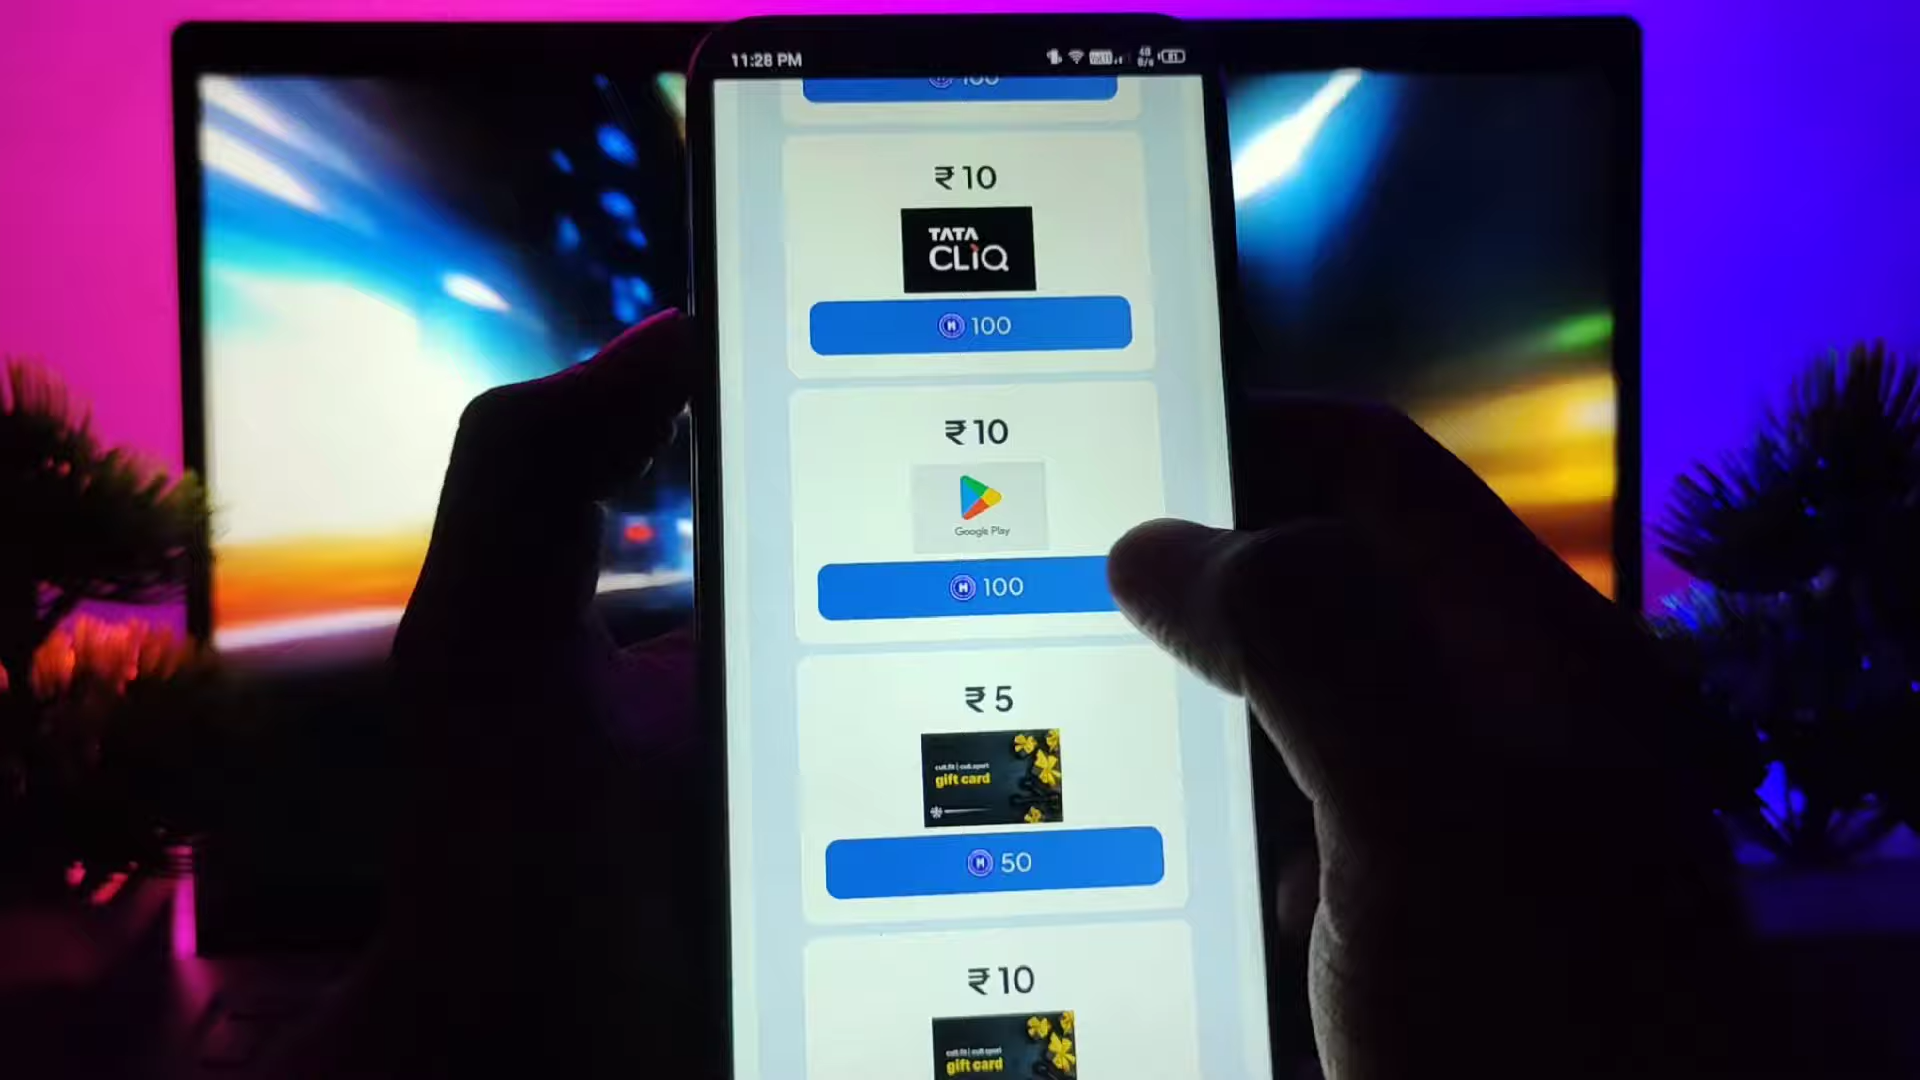 11:28 PM
100
₹10
TATA
CLiQ
100
₹10
Google Play
100
₹5
cult.fit | cult.sport
gift card
50
₹10
cult.fit | cult.sport
gift card